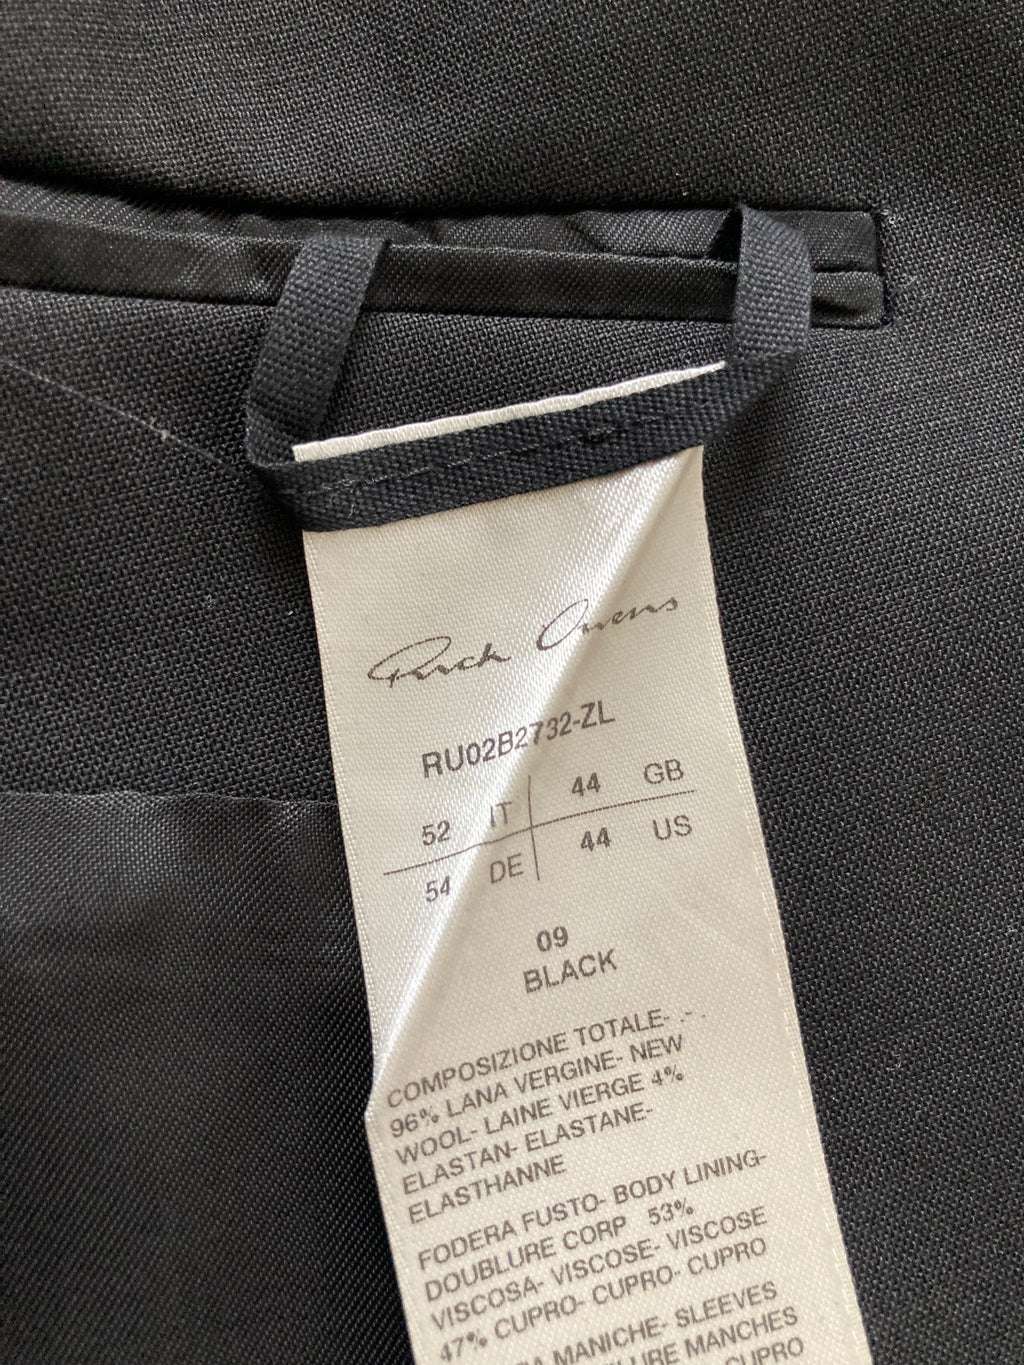 Rick Owens
RU02B2732-ZL
52 IT 44 GB
54 DE 44 US
09
BLACK
COMPOSIZIONE TOTALE- .- .
96% LANA VERGINE- NEW
WOOL- LAINE VIERGE 4%
ELASTAN- ELASTANE-
ELASTHANNE
FODERA FUSTO- BODY LINING-
DOUBLURE CORP 53%
VISCOSA- VISCOSE- VISCOSE
47% CUPRO- CUPRO- CUPRO
MANICHE- SLEEVES
MANCHES
CUPRO